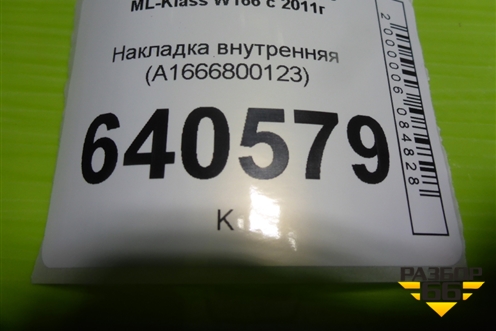 ML-Klass W166 с 2011г
Накладка внутренняя
(A1666800123)
640579
К
2000006084828
РАЗБОР
66